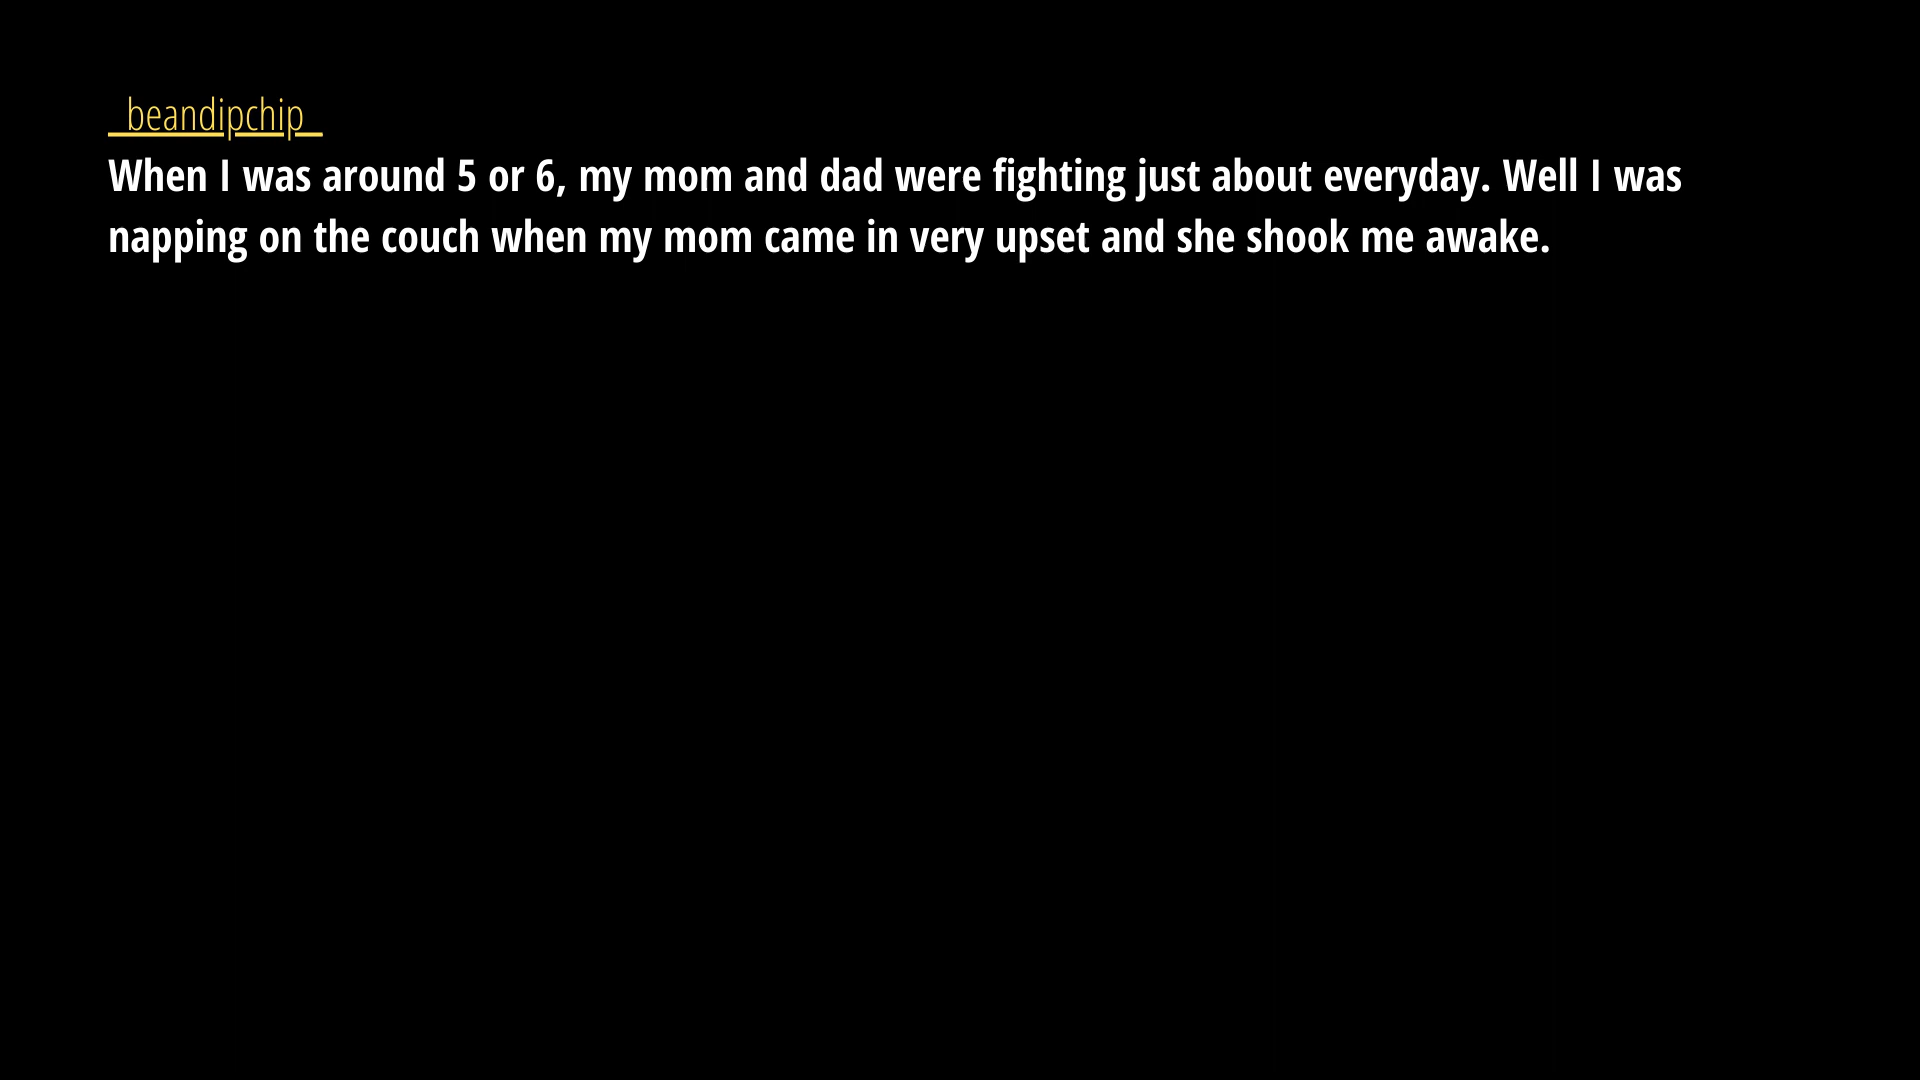 beandipchip
When I was around 5 or 6, my mom and dad were fighting just about everyday. Well I was
napping on the couch when my mom came in very upset and she shook me awake.